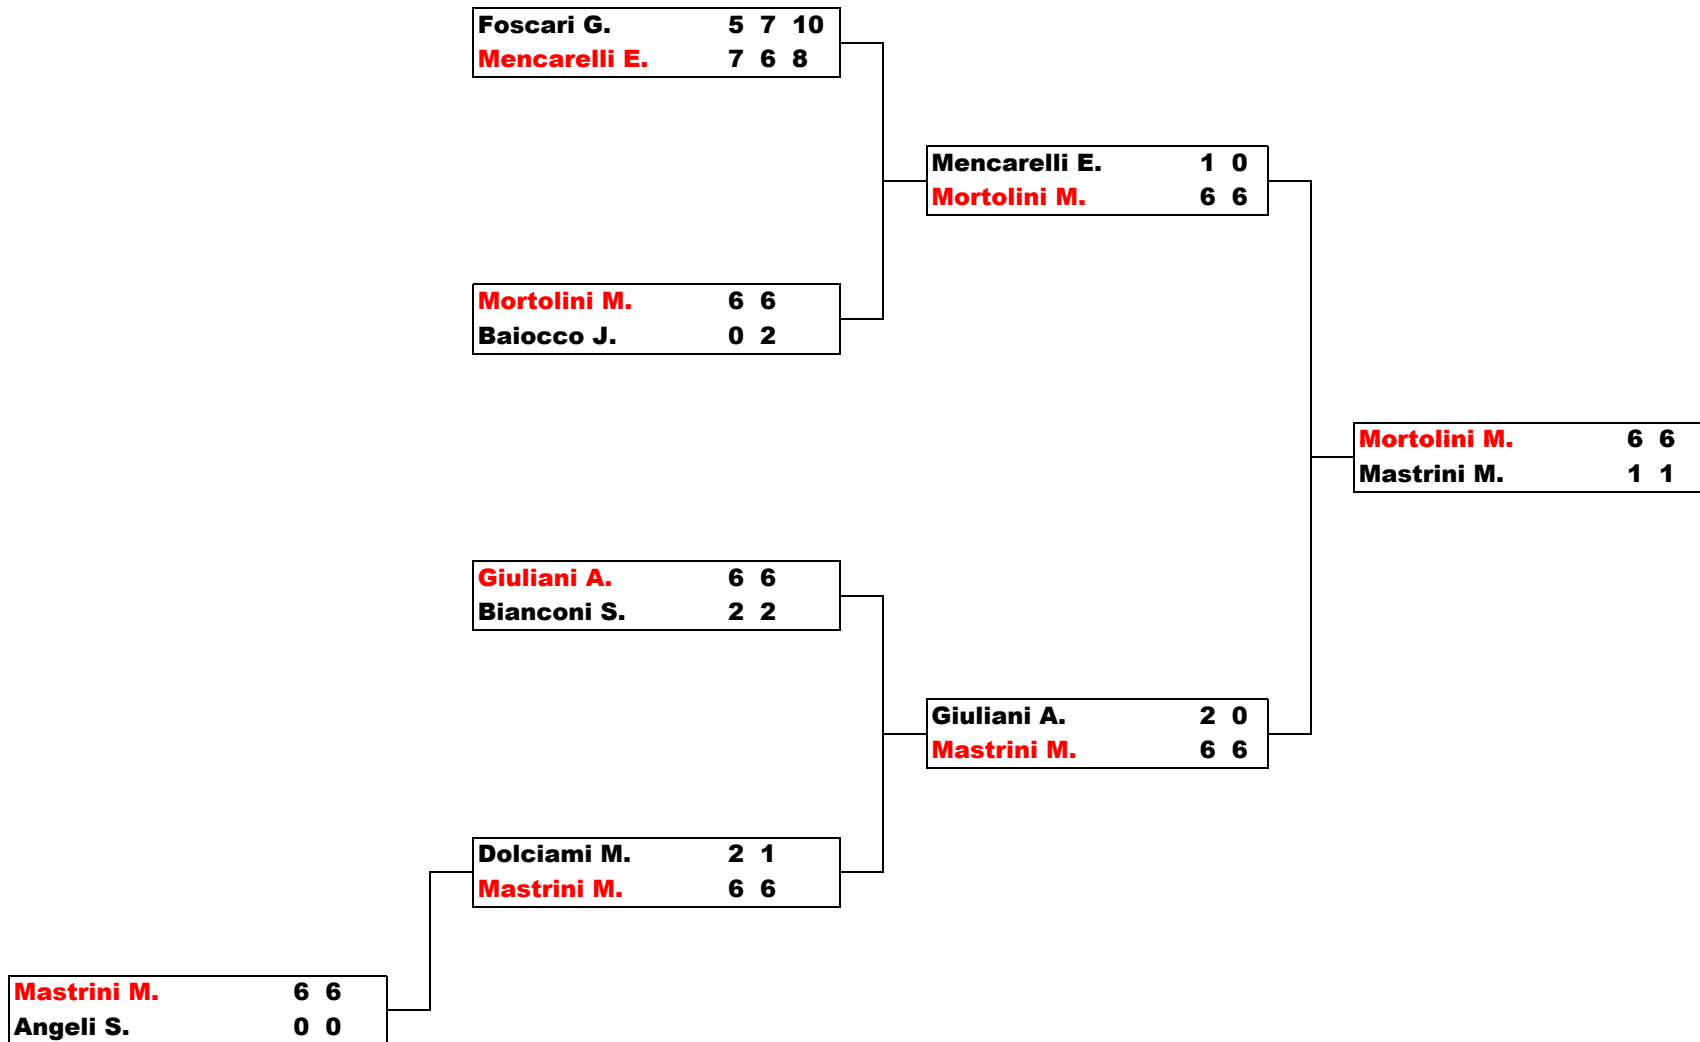 Foscari G. 5 7 10
Mencarelli E. 7 6 8
Mencarelli E. 1 0
Mortolini M. 6 6
Mortolini M. 6 6
Baiocco J. 0 2
Mortolini M. 6 6
Mastrini M. 1 1
Giuliani A. 6 6
Bianconi S. 2 2
Giuliani A. 2 0
Mastrini M. 6 6
Dolciami M. 2 1
Mastrini M. 6 6
Mastrini M. 6 6
Angeli S. 0 0